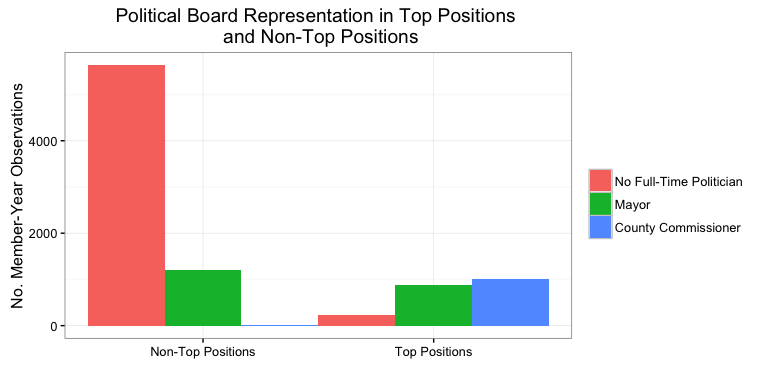 Political Board Representation in Top Positions
and Non-Top Positions
No. Member-Year Observations
4000
2000
0
Non-Top Positions
Top Positions
No Full-Time Politician
Mayor
County Commissioner